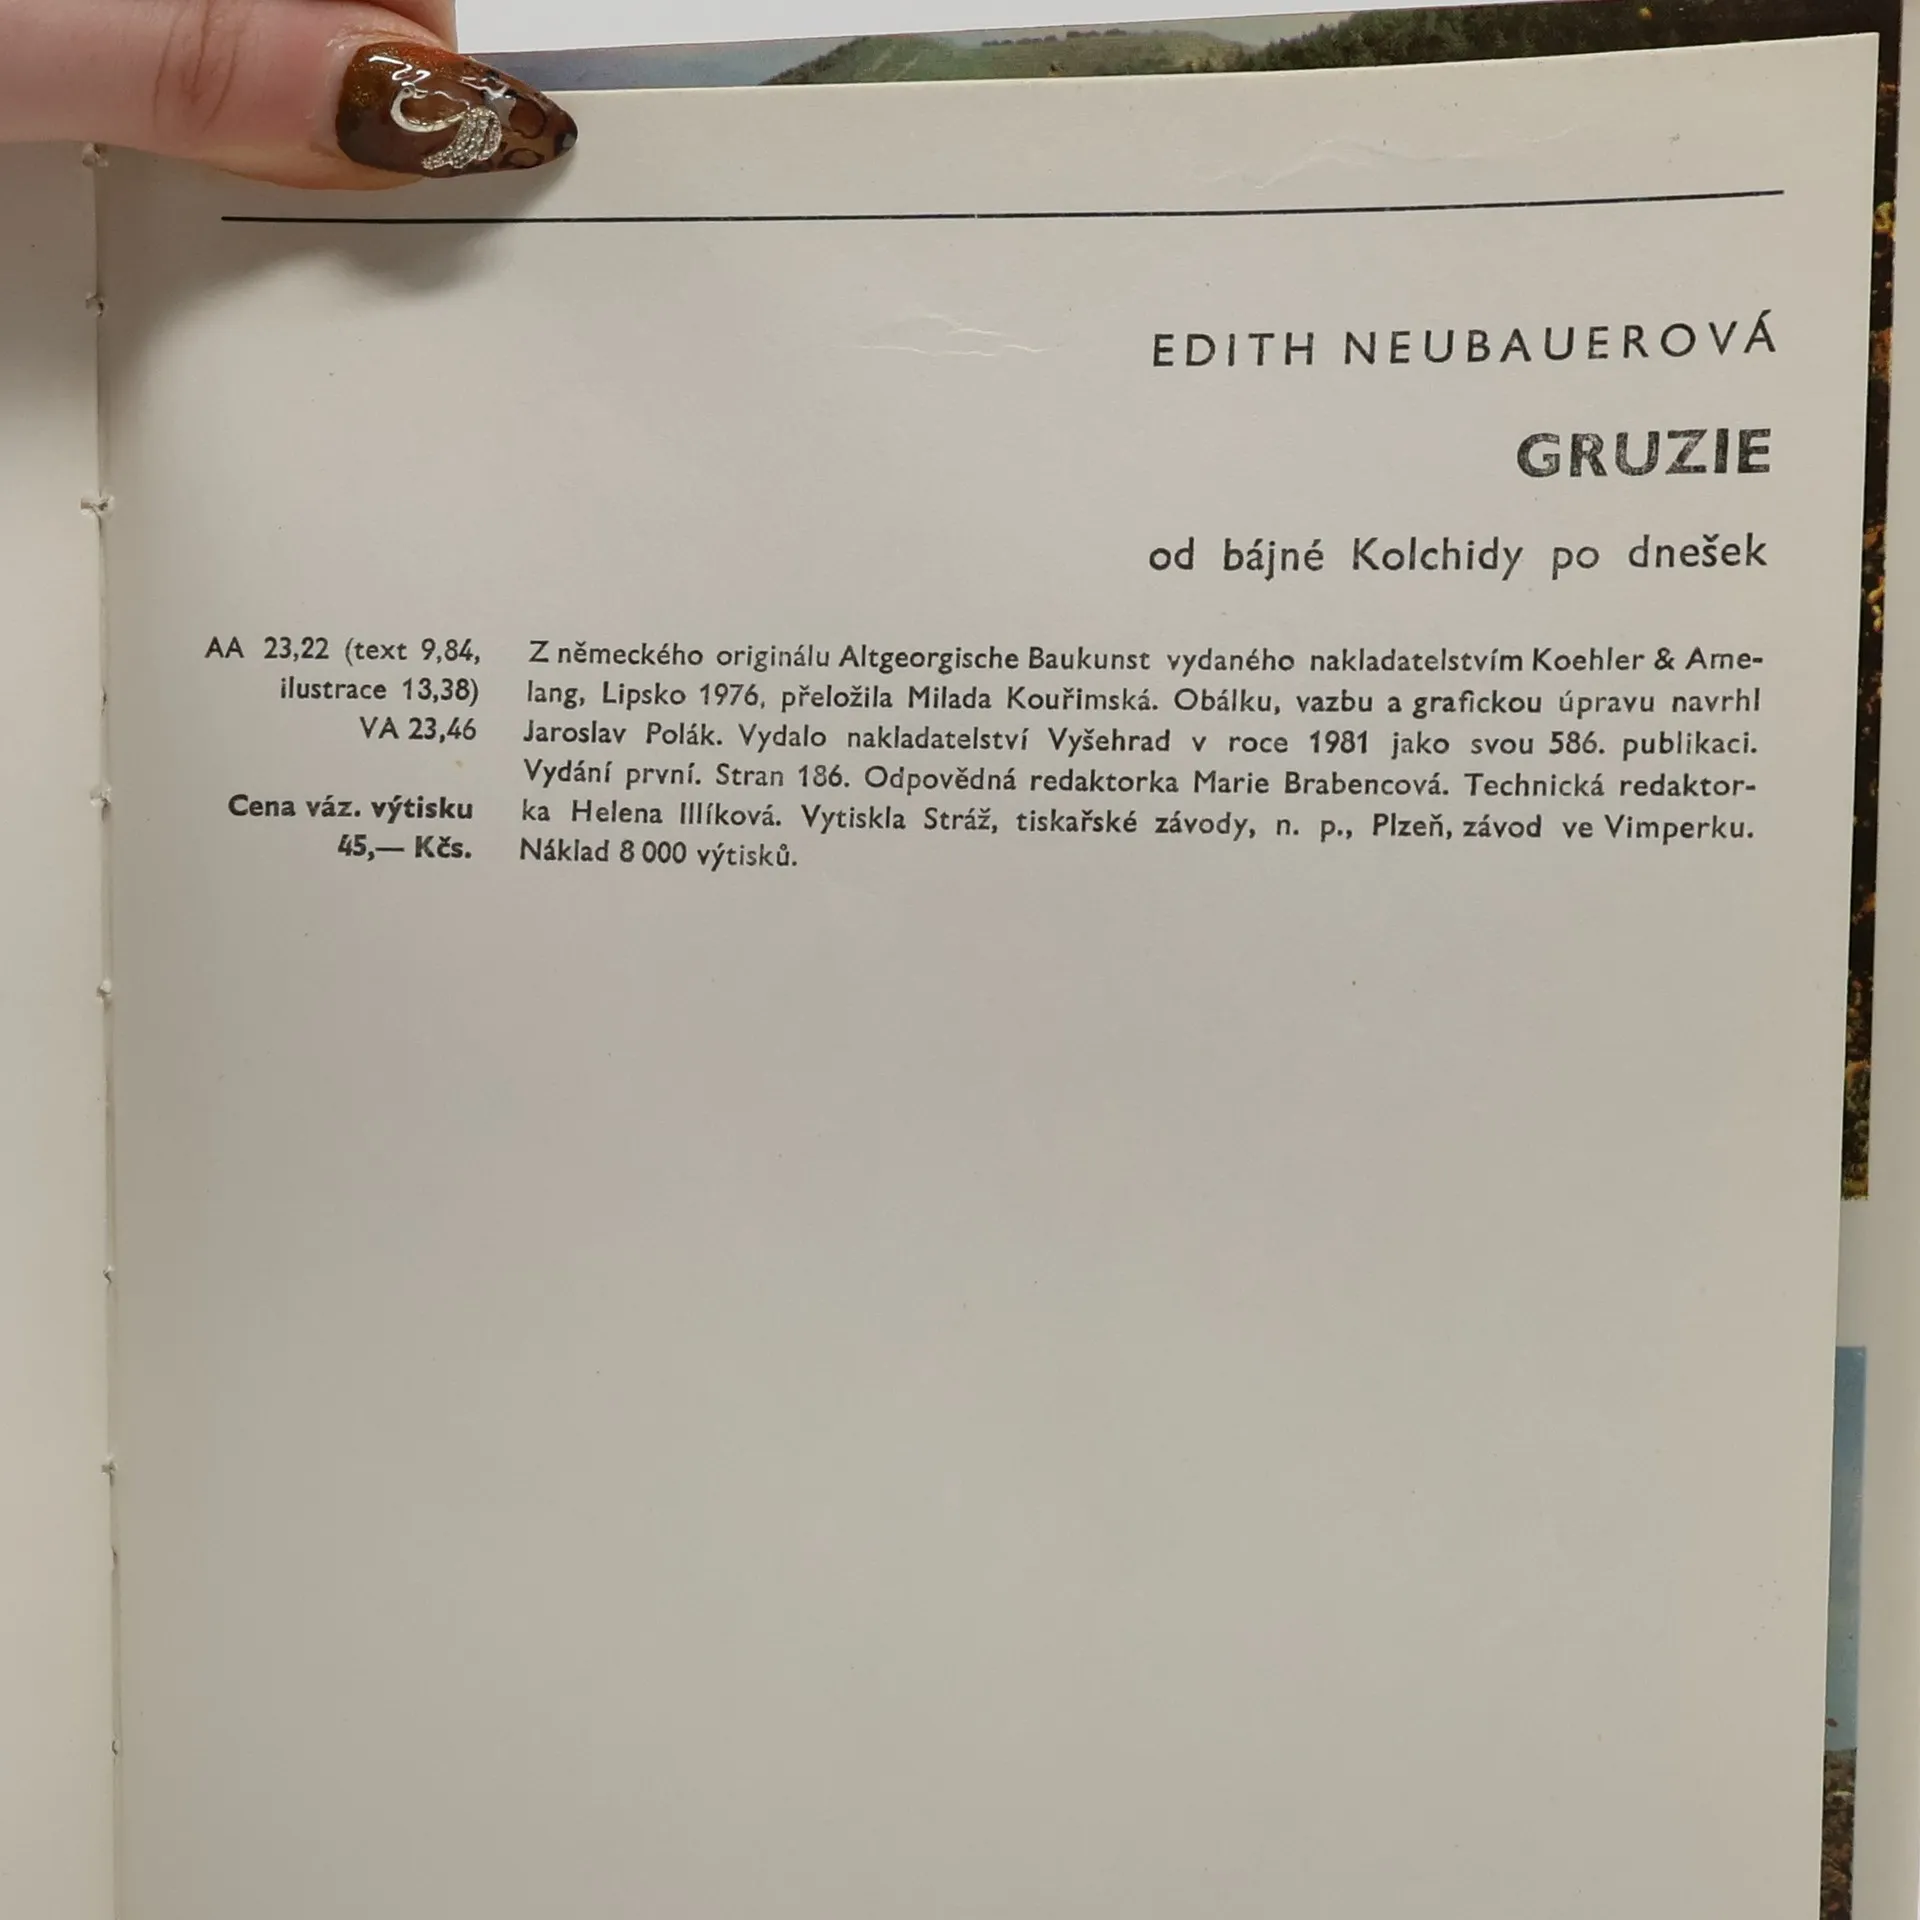 EDITH NEUBAUEROVÁ
GRUZIE
od bájné Kolchidy po dnešek
AA 23,22 (text 9,84,
ilustrace 13,38)
VA 23,46
Cena váz. výtisku
45,— Kčs.
Z německého originálu Altgeorgische Baukunst vydaného nakladatelstvím Koehler & Ame-
lang, Lipsko 1976, přeložila Milada Kouřimská. Obálku, vazbu a grafickou úpravu navrhl
Jaroslav Polák. Vydalo nakladatelství Vyšehrad v roce 1981 jako svou 586. publikaci.
Vydání první. Stran 186. Odpovědná redaktorka Marie Brabencová. Technická redaktor-
ka Helena Illíková. Vytiskla Stráž, tiskařské závody, n. p., Plzeň, závod ve Vimperku.
Náklad 8 000 výtisků.